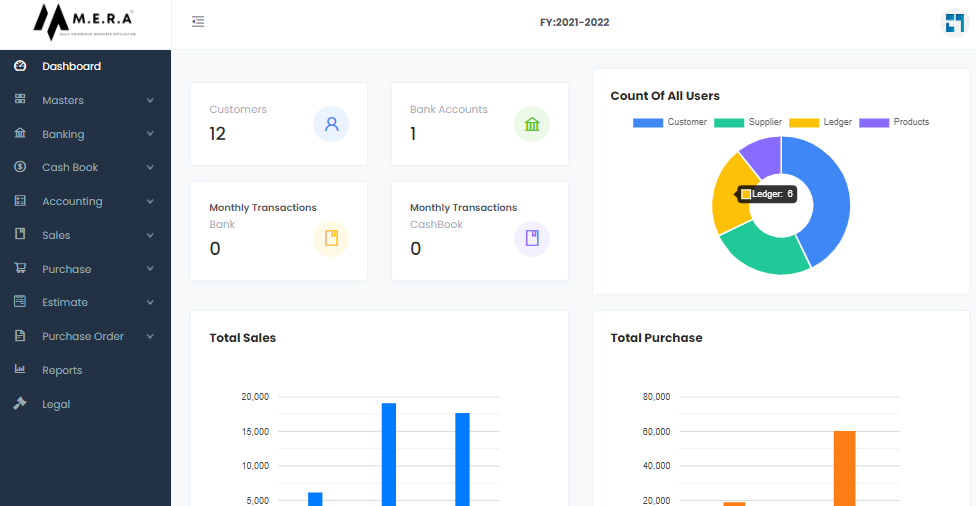 M.E.R.A
FY:2021-2022
Dashboard
Masters
Banking
Cash Book
Accounting
Sales
Purchase
Estimate
Purchase Order
Reports
Legal
Customers
12
Bank Accounts
1
Monthly Transactions
Bank
0
Monthly Transactions
CashBook
0
Count Of All Users
Customer Supplier Ledger Products
Ledger: 6
Total Sales
20,000
15,000
10,000
5,000
Total Purchase
80,000
60,000
40,000
20,000